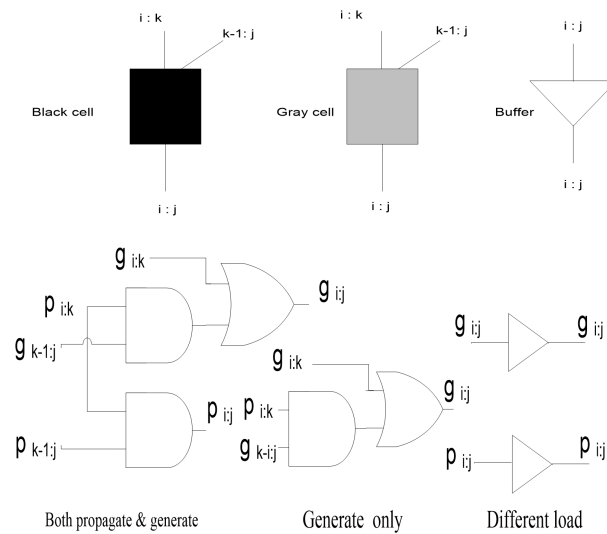 i : k
k-1: j
Black cell
i : j
i : k
k-1: j
Gray cell
i : j
i : j
Buffer
i : j
g i:k
g i:j
p i:k
g k-1:j
p i:j
p k-1:j
g i:k
g i:j
p i:k
g k-i:j
g i:j
g i:j
p i:j
p i:j
Both propagate & generate
Generate only
Different load